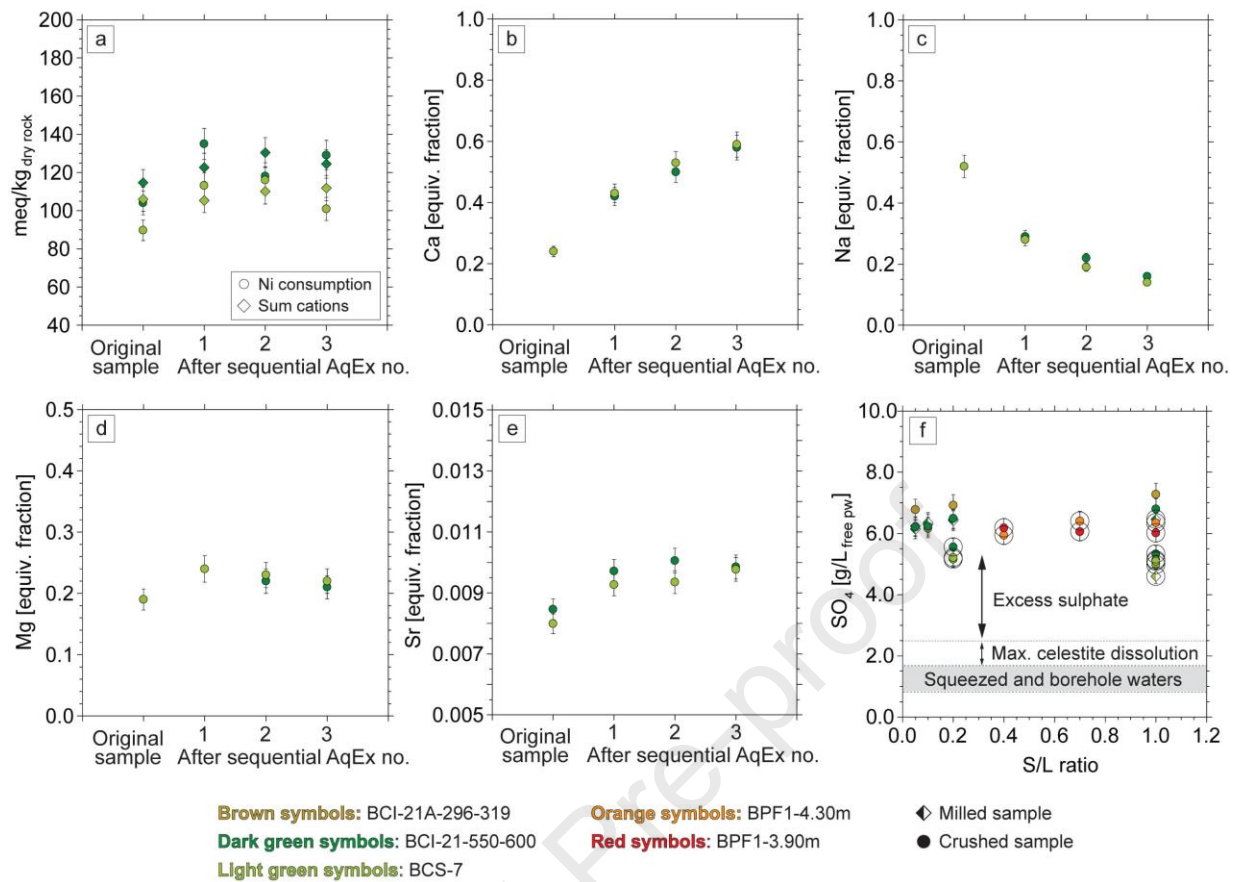 a
200
180
160
140
120
100
80
60
40
meq/kg dry rock
Ni consumption
Sum cations
Original sample
1 2 3
After sequential AqEx no.
b
1.0
0.8
0.6
0.4
0.2
0.0
Ca [equiv. fraction]
Original sample
1 2 3
After sequential AqEx no.
c
1.0
0.8
0.6
0.4
0.2
0.0
Na [equiv. fraction]
Original sample
1 2 3
After sequential AqEx no.
d
0.5
0.4
0.3
0.2
0.1
0.0
Mg [equiv. fraction]
Original sample
1 2 3
After sequential AqEx no.
e
0.015
0.013
0.011
0.009
0.007
0.005
Sr [equiv. fraction]
Original sample
1 2 3
After sequential AqEx no.
f
10.0
8.0
6.0
4.0
2.0
0.0
SO4 [g/L free pw]
Excess sulphate
Max. celestite dissolution
Squeezed and borehole waters
0.0 0.2 0.4 0.6 0.8 1.0 1.2
S/L ratio
Brown symbols: BCI-21A-296-319
Dark green symbols: BCI-21-550-600
Light green symbols: BCS-7
Orange symbols: BPF1-4.30m
Red symbols: BPF1-3.90m
Milled sample
Crushed sample
Pre-proof